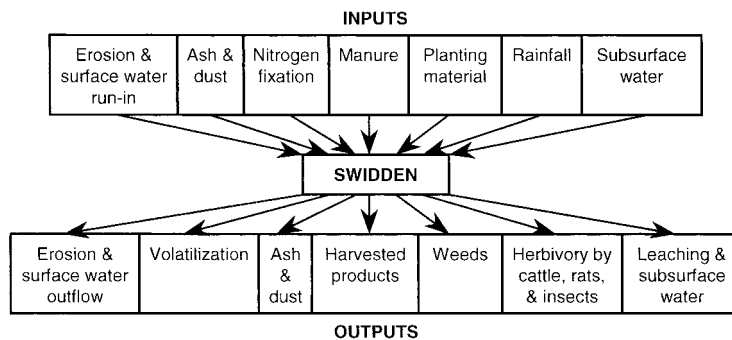 INPUTS
Erosion &
surface water
run-in
Ash &
dust
Nitrogen
fixation
Manure
Planting
material
Rainfall
Subsurface
water
SWIDDEN
Erosion &
surface water
outflow
Volatilization
Ash
&
dust
Harvested
products
Weeds
Herbivory by
cattle, rats,
& insects
Leaching &
subsurface
water
OUTPUTS